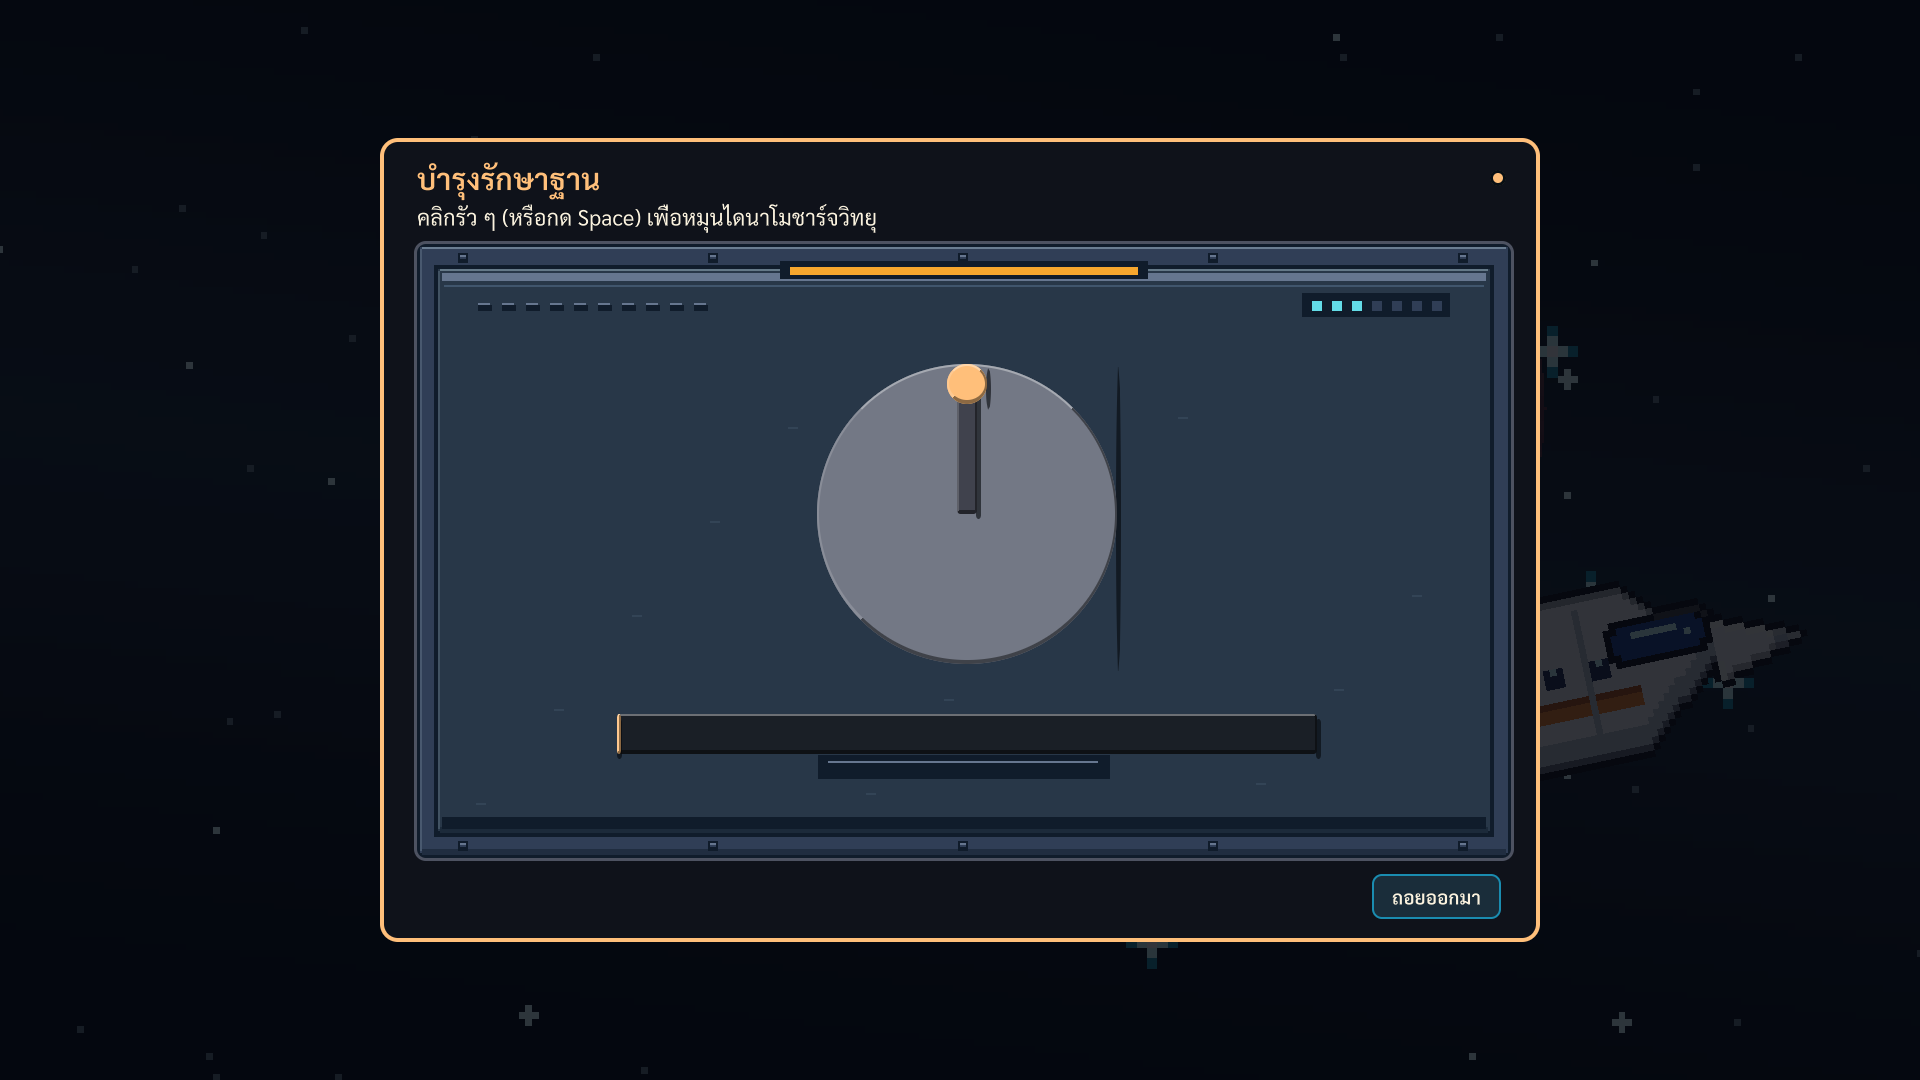 บำรุงรักษาฐาน
คลิกรัว ๆ (หรือกด Space) เพื่อหมุนไดนาโมชาร์จวิทยุ
ถอยออกมา